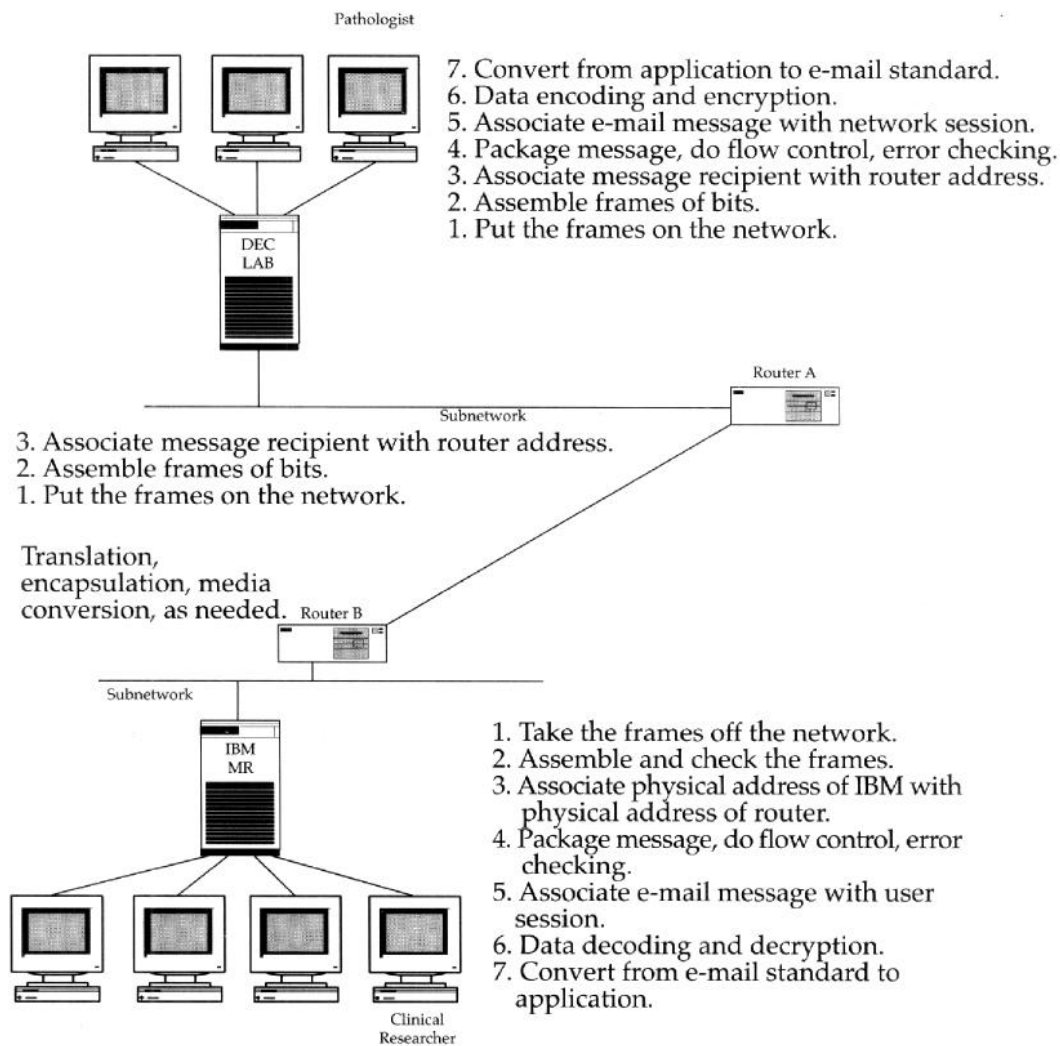 Pathologist
7. Convert from application to e-mail standard.
6. Data encoding and encryption.
5. Associate e-mail message with network session.
4. Package message, do flow control, error checking.
3. Associate message recipient with router address.
2. Assemble frames of bits.
1. Put the frames on the network.
DEC
LAB
Router A
Subnetwork
3. Associate message recipient with router address.
2. Assemble frames of bits.
1. Put the frames on the network.
Translation,
encapsulation, media
conversion, as needed.
Router B
Subnetwork
IBM
MR
1. Take the frames off the network.
2. Assemble and check the frames.
3. Associate physical address of IBM with
physical address of router.
4. Package message, do flow control, error
checking.
5. Associate e-mail message with user
session.
6. Data decoding and decryption.
7. Convert from e-mail standard to
application.
Clinical
Researcher